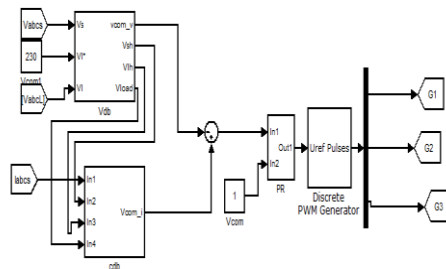 Vabcs
Vs
vcom_v
230
Vl*
Vsh
Vcom1
Vlh
[VabcL]
Vl
Vload
Vdb
Iabcs
In1
In2
In3
In4
Vcom_i
cdb
In1
Out1
In2
PR
1
Vcom
Uref Pulses
Discrete
PWM Generator
G1
G2
G3